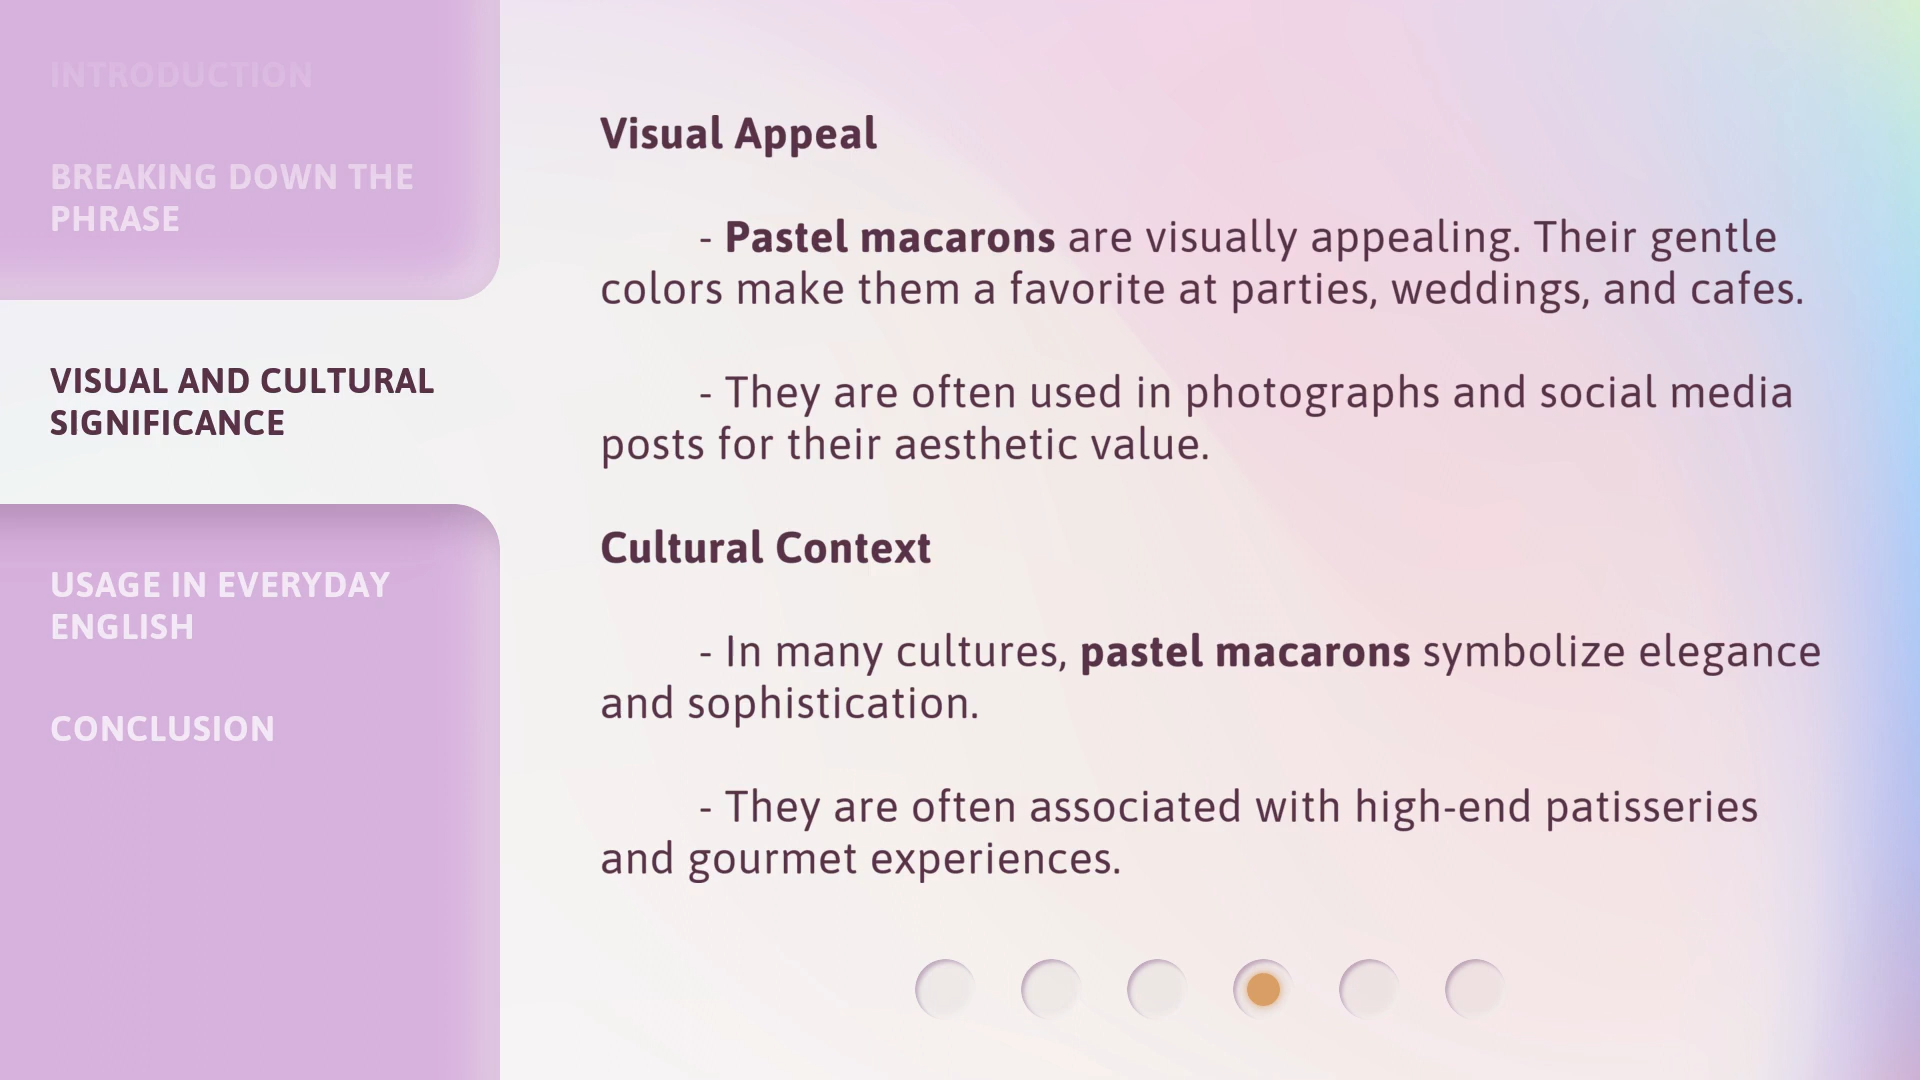 INTRODUCTION
BREAKING DOWN THE
PHRASE
VISUAL AND CULTURAL
SIGNIFICANCE
USAGE IN EVERYDAY
ENGLISH
CONCLUSION
Visual Appeal
- Pastel macarons are visually appealing. Their gentle
colors make them a favorite at parties, weddings, and cafes.
- They are often used in photographs and social media
posts for their aesthetic value.
Cultural Context
- In many cultures, pastel macarons symbolize elegance
and sophistication.
- They are often associated with high-end patisseries
and gourmet experiences.